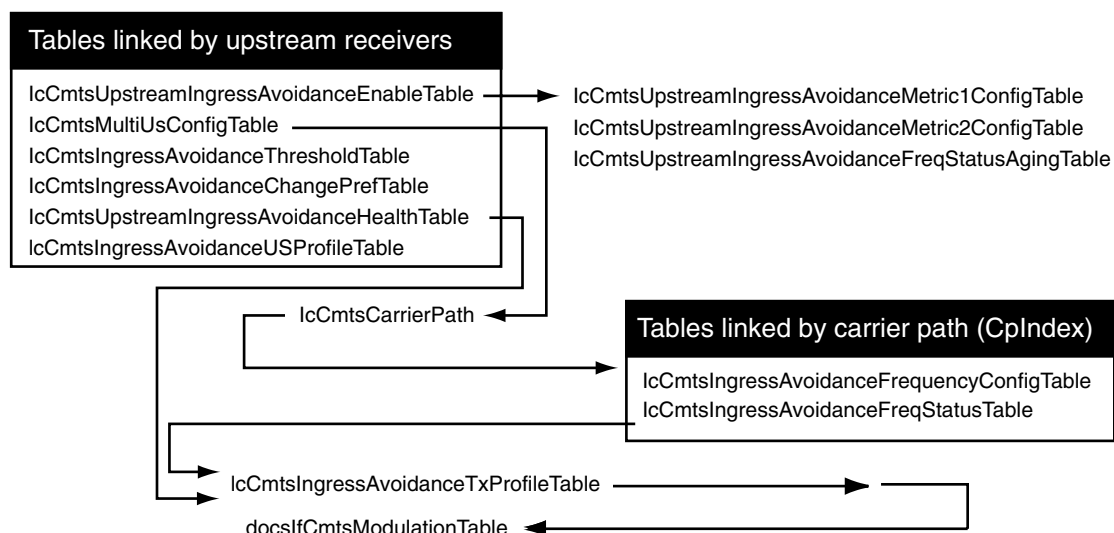 Tables linked by upstream receivers
lcCmtsUpstreamIngressAvoidanceEnableTable
lcCmtsMultiUsConfigTable
lcCmtsIngressAvoidanceThresholdTable
lcCmtsIngressAvoidanceChangePrefTable
lcCmtsUpstreamIngressAvoidanceHealthTable
lcCmtsIngressAvoidanceUSProfileTable
lcCmtsUpstreamIngressAvoidanceMetric1ConfigTable
lcCmtsUpstreamIngressAvoidanceMetric2ConfigTable
lcCmtsUpstreamIngressAvoidanceFreqStatusAgingTable
lcCmtsCarrierPath
Tables linked by carrier path (CpIndex)
lcCmtsIngressAvoidanceFrequencyConfigTable
lcCmtsIngressAvoidanceFreqStatusTable
lcCmtsIngressAvoidanceTxProfileTable
docsIfCmtsModulationTable